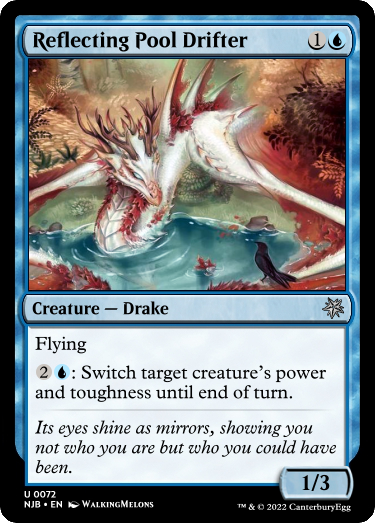 Reflecting Pool Drifter 1
Creature — Drake
Flying
2 : Switch target creature's power
and toughness until end of turn.
Its eyes shine as mirrors, showing you
not who you are but who you could have
been.
1/3
U 0072
NJB • EN WalkingMelons
™ & © 2022 CanterburyEgg